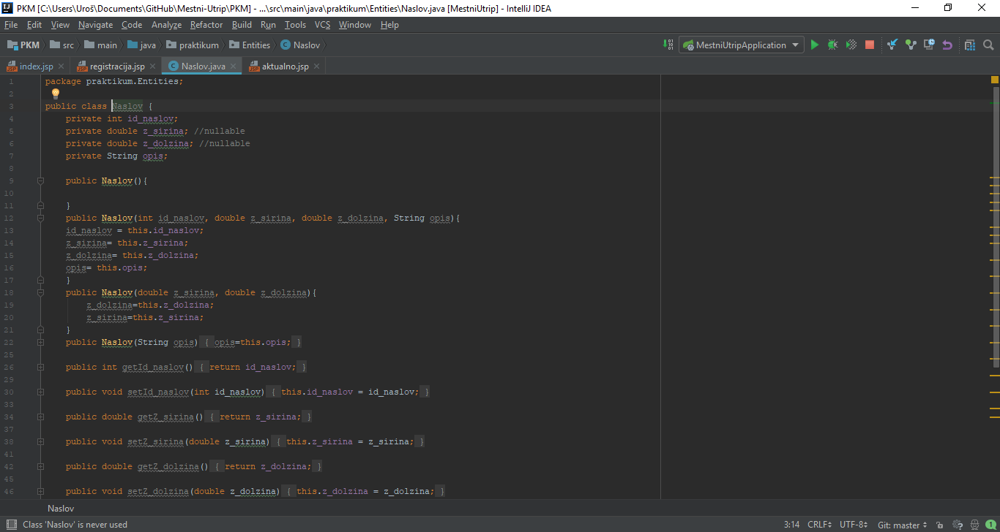 PKM [C:\Users\Uroš\Documents\GitHub\Mestni-Utrip\PKM] - ...\src\main\java\praktikum\Entities\Naslov.java [MestniUtrip] - IntelliJ IDEA
File Edit View Navigate Code Analyze Refactor Build Run Tools VCS Window Help
PKM src main java praktikum Entities Naslov MestniUtripApplication
index.jsp registracija.jsp Naslov.java aktualno.jsp
1 package praktikum.Entities;
2
3 public class Naslov {
4 private int id_naslov;
5 private double z_sirina; //nullable
6 private double z_dolzina; //nullable
7 private String opis;
8
9 public Naslov(){
10
11 }
12 public Naslov(int id_naslov, double z_sirina, double z_dolzina, String opis){
13 id_naslov = this.id_naslov;
14 z_sirina= this.z_sirina;
15 z_dolzina= this.z_dolzina;
16 opis= this.opis;
17 }
18 public Naslov(double z_sirina, double z_dolzina){
19 z_dolzina=this.z_dolzina;
20 z_sirina=this.z_sirina;
21 }
22 public Naslov(String opis) { opis=this.opis; }
25
26 public int getId_naslov() { return id_naslov; }
29
30 public void setId_naslov(int id_naslov) { this.id_naslov = id_naslov; }
33
34 public double getZ_sirina() { return z_sirina; }
37
38 public void setZ_sirina(double z_sirina) { this.z_sirina = z_sirina; }
41
42 public double getZ_dolzina() { return z_dolzina; }
45
46 public void setZ_dolzina(double z_dolzina) { this.z_dolzina = z_dolzina; }
Naslov
Class 'Naslov' is never used 3:14 CRLF UTF-8 Git: master 1